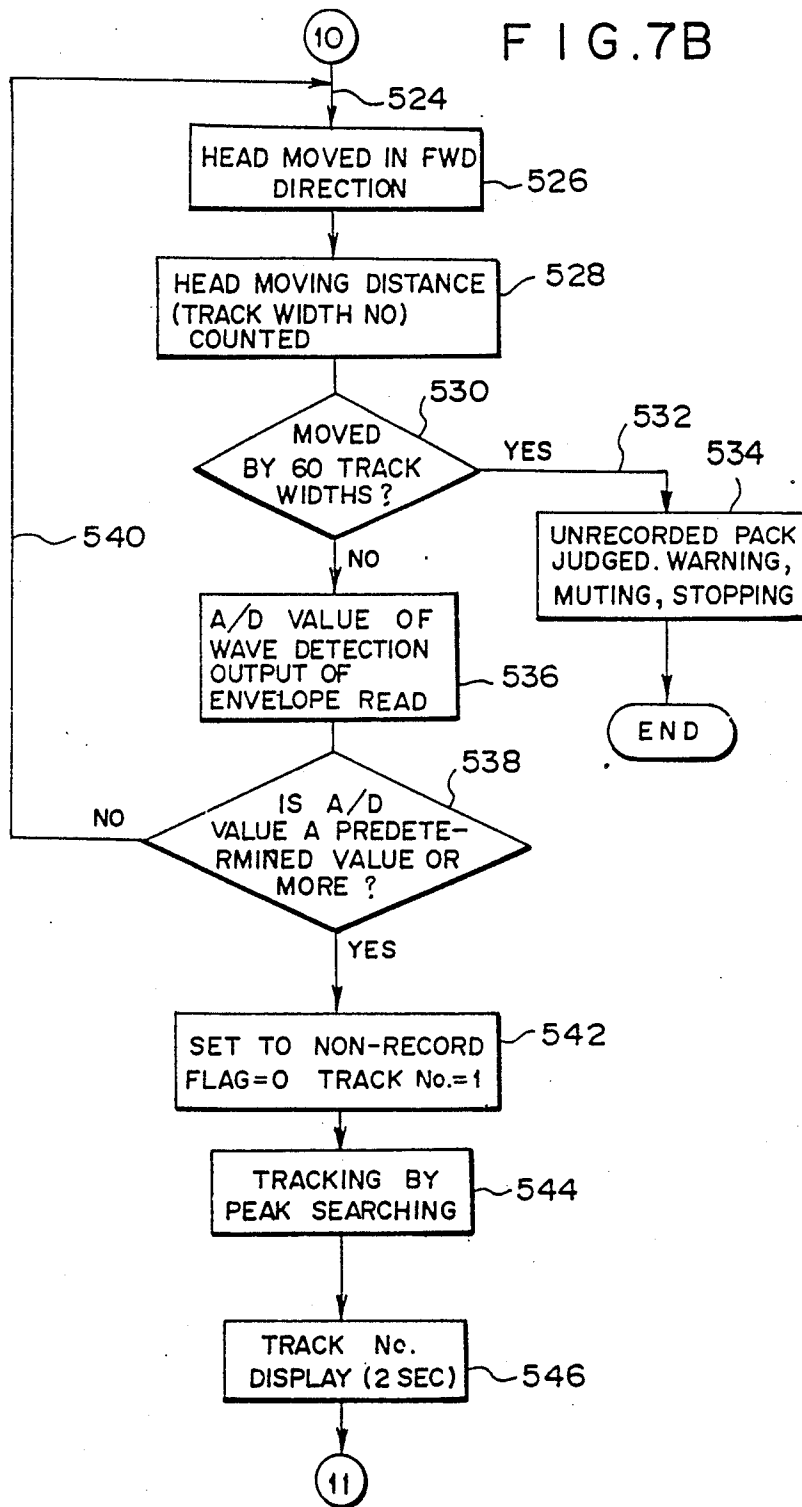 10
F I G.7B
524
HEAD MOVED IN FWD
DIRECTION
526
HEAD MOVING DISTANCE
(TRACK WIDTH NO)
COUNTED
528
530
MOVED
BY 60 TRACK
WIDTHS?
YES
532
534
UNRECORDED PACK
JUDGED. WARNING,
MUTING, STOPPING
540
NO
A/D VALUE OF
WAVE DETECTION
OUTPUT OF
ENVELOPE READ
536
END
538
NO
IS A/D
VALUE A PREDETE-
RMINED VALUE OR
MORE ?
YES
SET TO NON-RECORD
FLAG=0 TRACK No.=1
542
TRACKING BY
PEAK SEARCHING
544
TRACK No.
DISPLAY (2 SEC)
546
11